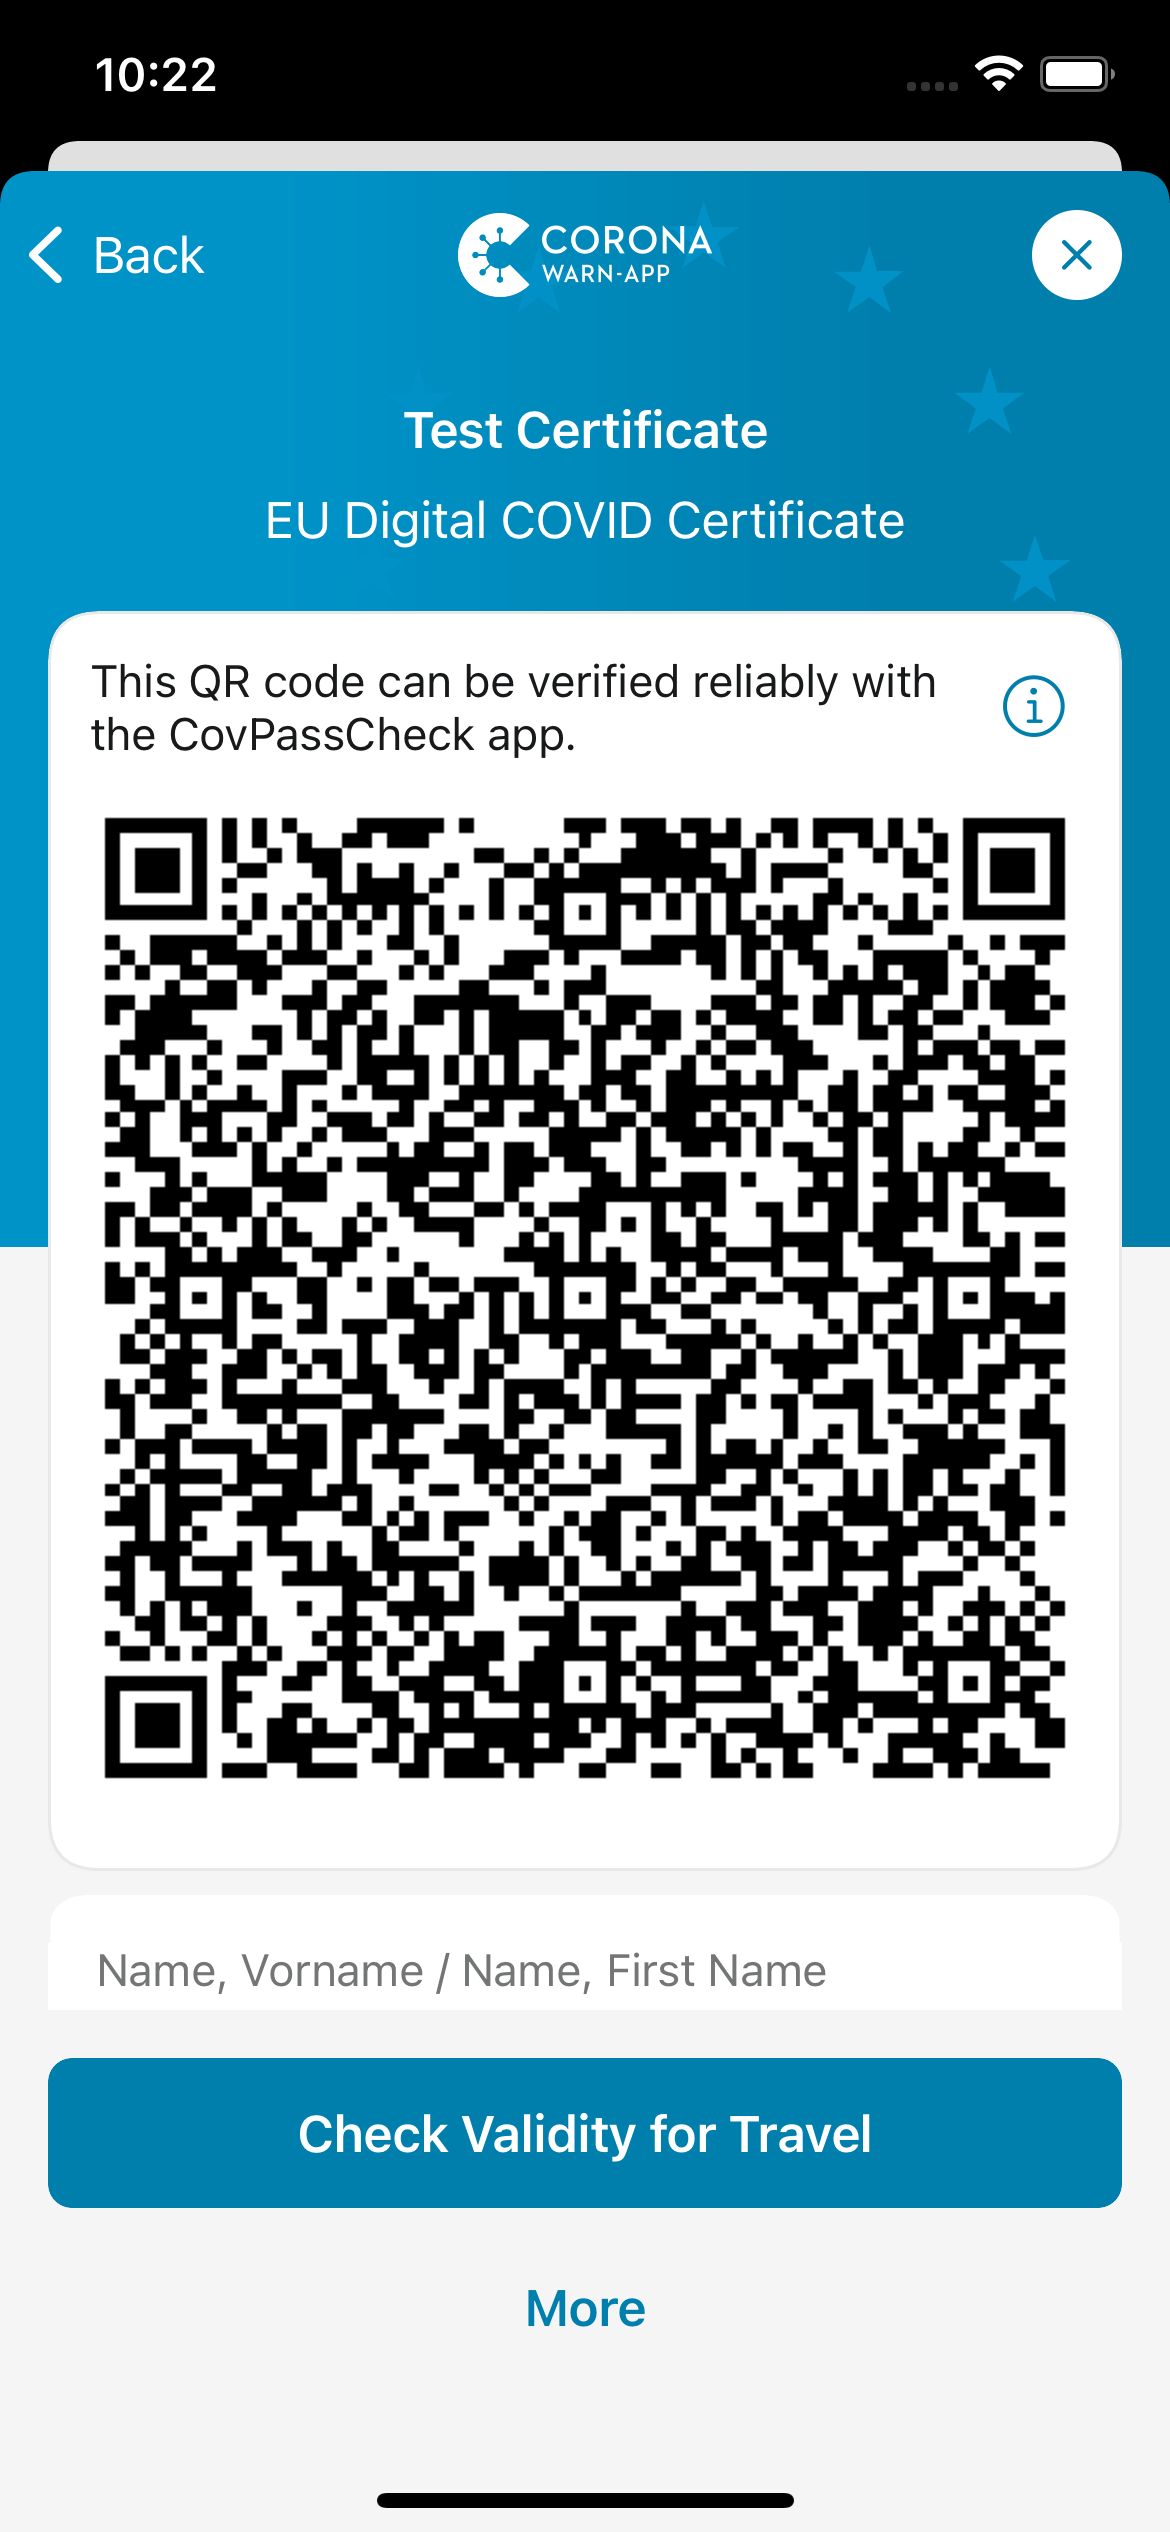 10:22
Back
CORONA
WARN-APP
Test Certificate
EU Digital COVID Certificate
This QR code can be verified reliably with
the CovPassCheck app.
Name, Vorname / Name, First Name
Check Validity for Travel
More